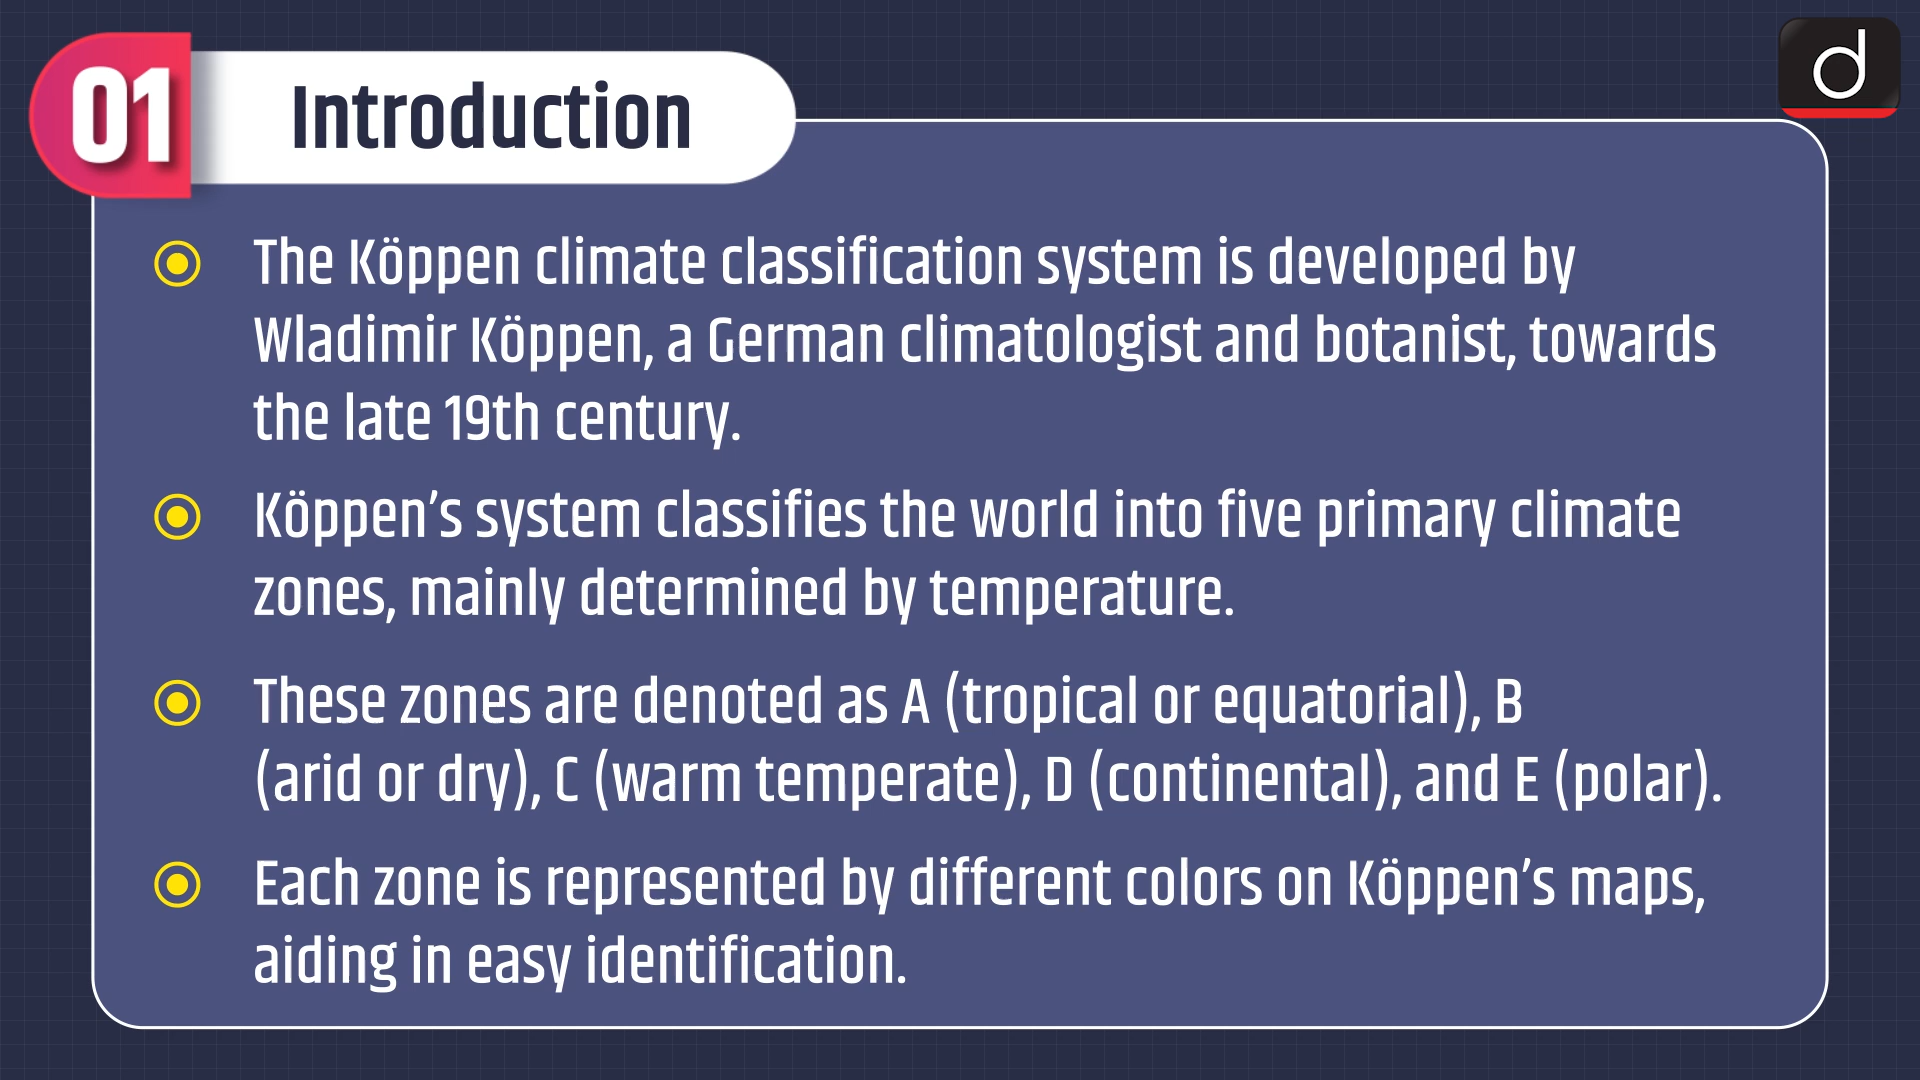 01
Introduction
d
The Köppen climate classification system is developed by
Wladimir Köppen, a German climatologist and botanist, towards
the late 19th century.
Köppen’s system classifies the world into five primary climate
zones, mainly determined by temperature.
These zones are denoted as A (tropical or equatorial), B
(arid or dry), C (warm temperate), D (continental), and E (polar).
Each zone is represented by different colors on Köppen’s maps,
aiding in easy identification.